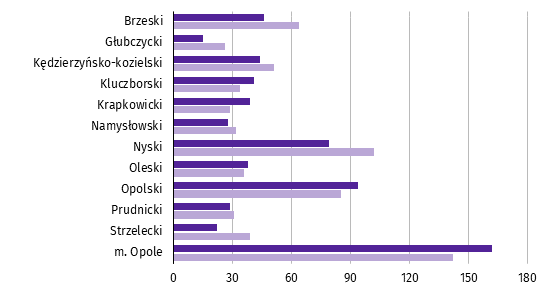 Brzeski
Głubczycki
Kędzierzyńsko-kozielski
Kluczborski
Krapkowicki
Namysłowski
Nyski
Oleski
Opolski
Prudnicki
Strzelecki
m. Opole
0 30 60 90 120 150 180